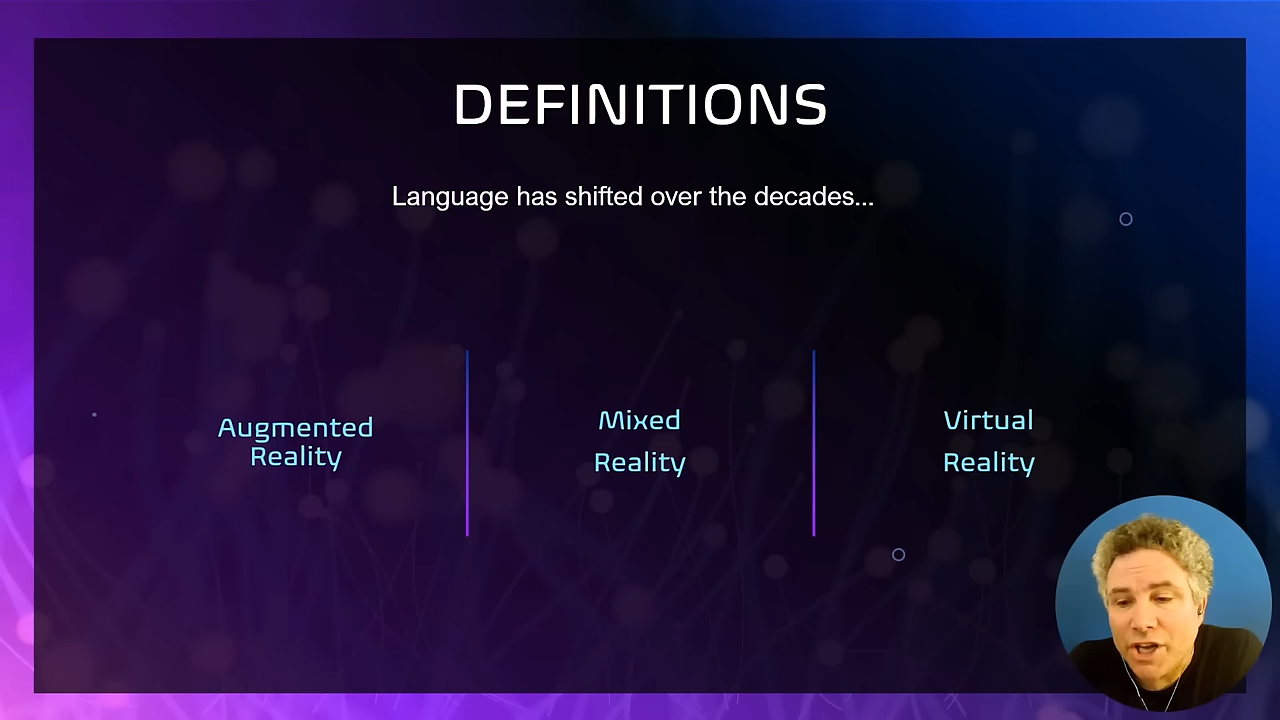 DEFINITIONS
Language has shifted over the decades...
Augmented
Reality
Mixed
Reality
Virtual
Reality